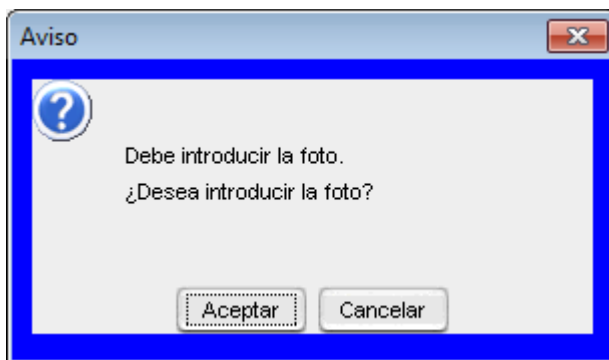 Aviso
Debe introducir la foto.
¿Desea introducir la foto?
Aceptar Cancelar